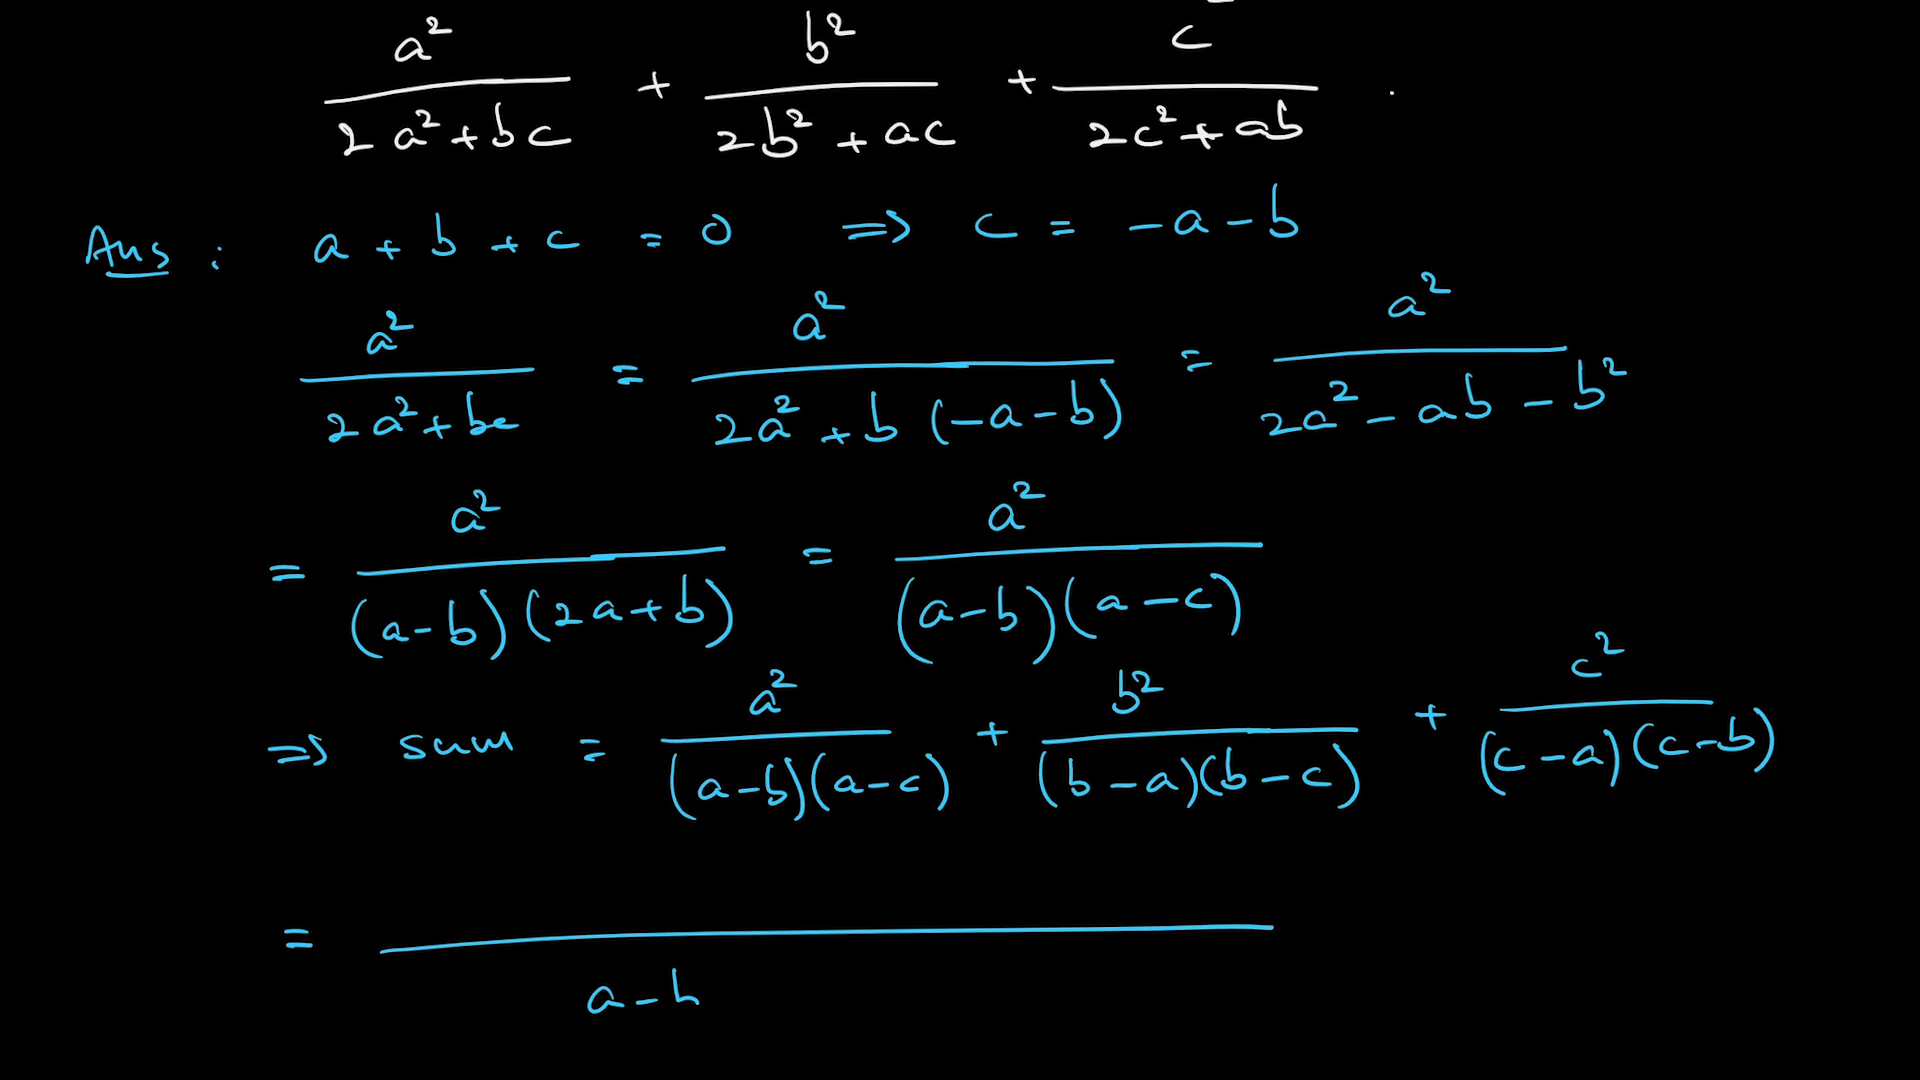 a² / (2a² + bc) + b² / (2b² + ac) + c / (2c² + ab) .
Ans : a + b + c = 0 ⇒ c = -a - b
a² / (2a² + bc) = a² / (2a² + b(-a - b)) = a² / (2a² - ab - b²)
= a² / ((a-b)(2a+b)) = a² / ((a-b)(a-c))
⇒ sum = a² / ((a-b)(a-c)) + b² / ((b-a)(b-c)) + c² / ((c-a)(c-b))
= ———
a - b